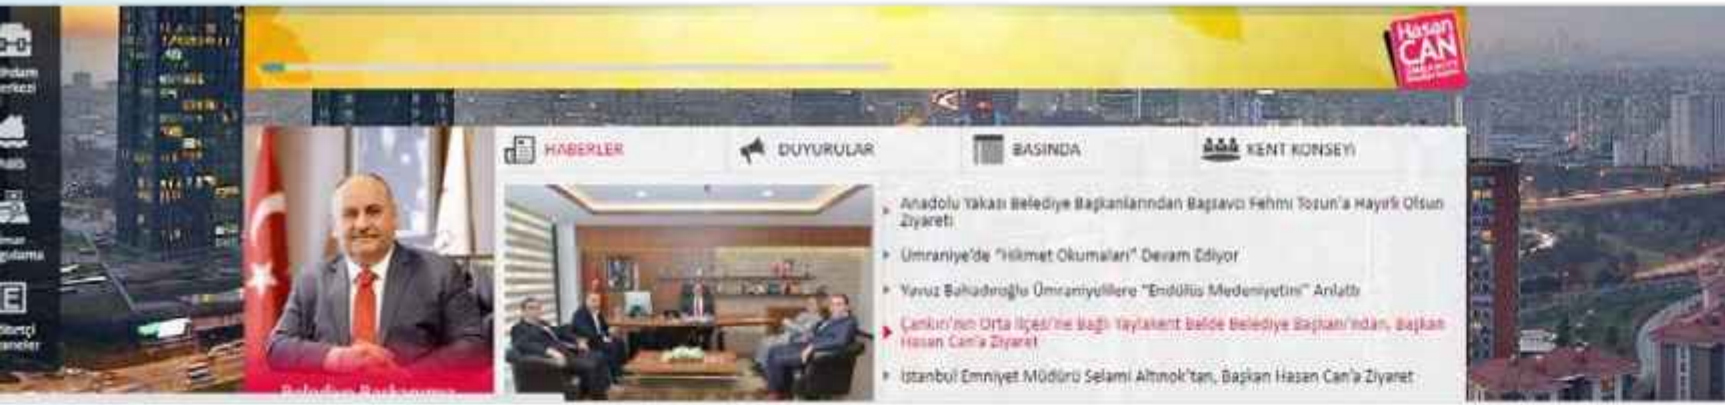 Hasan
CAN
HABERLER
DUYURULAR
BASINDA
KENT KONSEYİ
Anadolu Yakası Belediye Başkanlarından Başsavcı Fehmi Tosun'a Hayırlı Olsun
Ziyareti
Ümraniye'de "Hikmet Okumaları" Devam Ediyor
Yavuz Bahadıroğlu Ümraniyelilere "Endülüs Medeniyetini" Anlattı
Çankırı'nın Orta İlçesi'ne Bağlı Yaylakent Belde Belediye Başkanı'ndan, Başkan
Hasan Can'a Ziyaret
İstanbul Emniyet Müdürü Selami Altınok'tan, Başkan Hasan Can'a Ziyaret